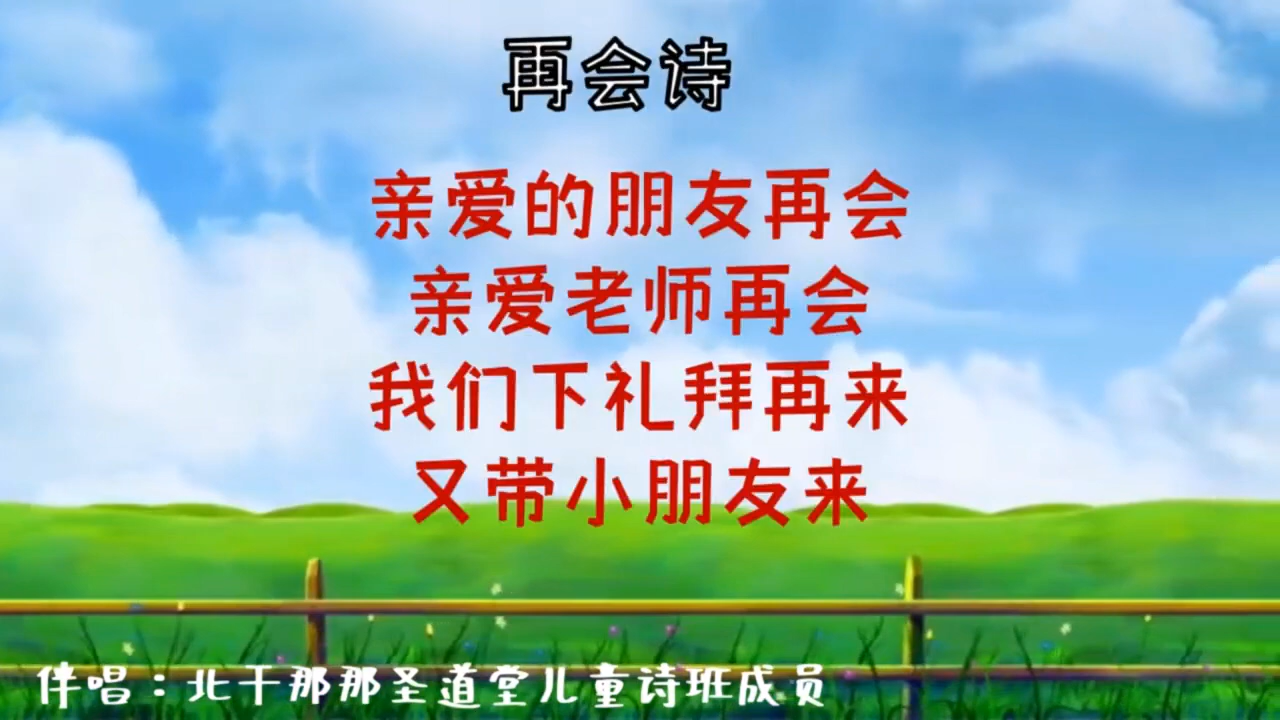 再会诗
亲爱的朋友再会
亲爱老师再会
我们下礼拜再来
又带小朋友来
伴唱：北干那那圣道堂儿童诗班成员